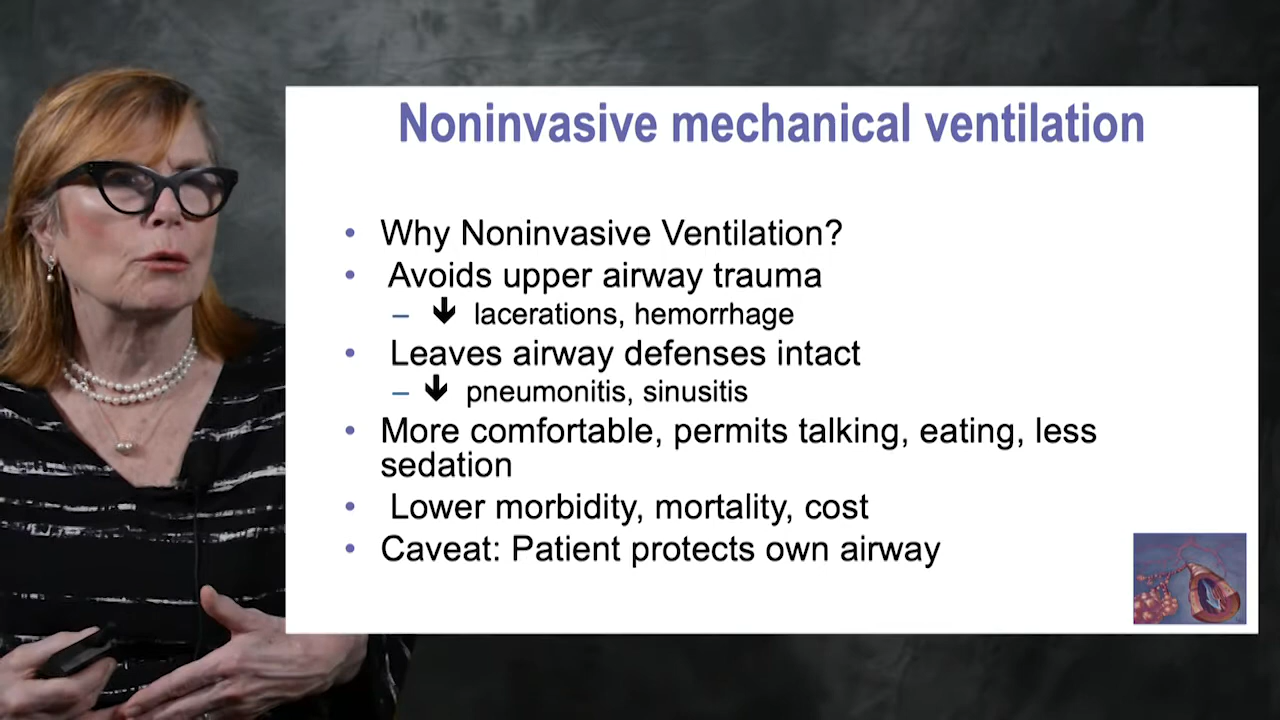 Noninvasive mechanical ventilation
• Why Noninvasive Ventilation?
• Avoids upper airway trauma
– 🡻 lacerations, hemorrhage
• Leaves airway defenses intact
– 🡻 pneumonitis, sinusitis
• More comfortable, permits talking, eating, less
sedation
• Lower morbidity, mortality, cost
• Caveat: Patient protects own airway